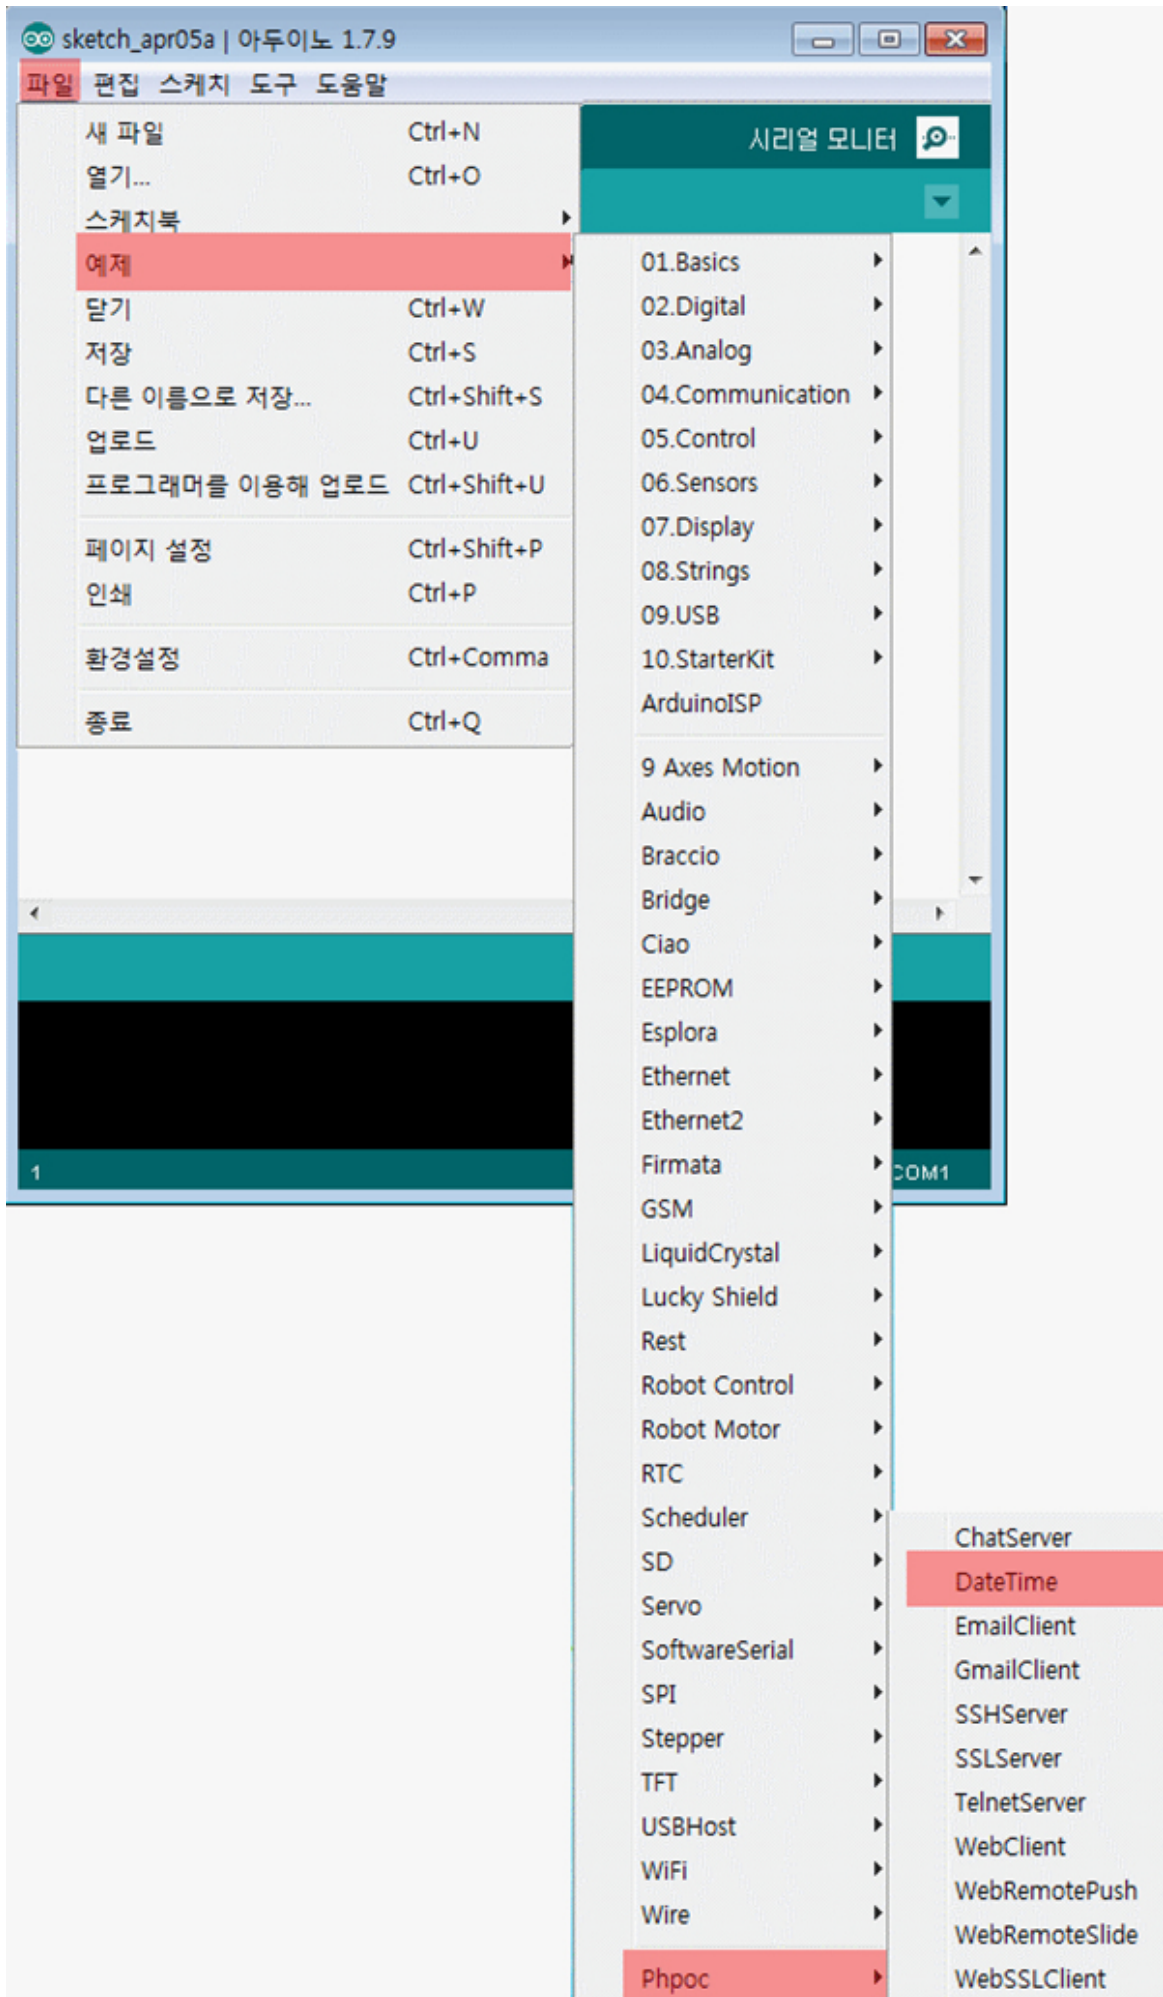 sketch_apr05a | 아두이노 1.7.9
파일 편집 스케치 도구 도움말
시리얼 모니터
새 파일 Ctrl+N
열기... Ctrl+O
스케치북
예제
닫기 Ctrl+W
저장 Ctrl+S
다른 이름으로 저장... Ctrl+Shift+S
업로드 Ctrl+U
프로그래머를 이용해 업로드 Ctrl+Shift+U
페이지 설정 Ctrl+Shift+P
인쇄 Ctrl+P
환경설정 Ctrl+Comma
종료 Ctrl+Q
01.Basics
02.Digital
03.Analog
04.Communication
05.Control
06.Sensors
07.Display
08.Strings
09.USB
10.StarterKit
ArduinoISP
9 Axes Motion
Audio
Braccio
Bridge
Ciao
EEPROM
Esplora
Ethernet
Ethernet2
Firmata
GSM
LiquidCrystal
Lucky Shield
Rest
Robot Control
Robot Motor
RTC
Scheduler
SD
Servo
SoftwareSerial
SPI
Stepper
TFT
USBHost
WiFi
Wire
Phpoc
ChatServer
DateTime
EmailClient
GmailClient
SSHServer
SSLServer
TelnetServer
WebClient
WebRemotePush
WebRemoteSlide
WebSSLClient
1
COM1